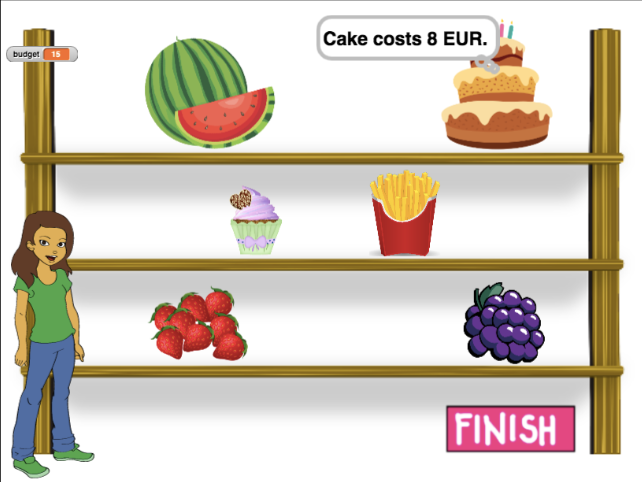 budget 15
Cake costs 8 EUR.
FINISH